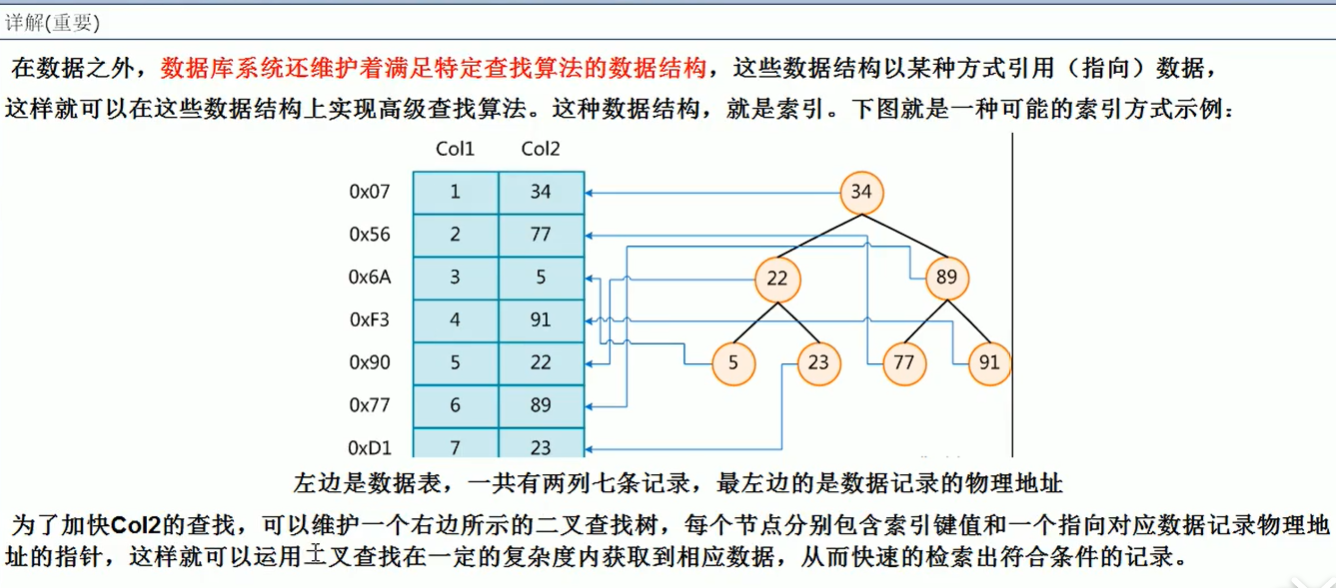 详解(重要)
在数据之外，数据库系统还维护着满足特定查找算法的数据结构，这些数据结构以某种方式引用（指向）数据，
这样就可以在这些数据结构上实现高级查找算法。这种数据结构，就是索引。下图就是一种可能的索引方式示例：
Col1 Col2
0x07 1 34 34
0x56 2 77
0x6A 3 5 22 89
0xF3 4 91
0x90 5 22 5 23 77 91
0x77 6 89
0xD1 7 23
左边是数据表，一共有两列七条记录，最左边的是数据记录的物理地址
为了加快Col2的查找，可以维护一个右边所示的二叉查找树，每个节点分别包含索引键值和一个指向对应数据记录物理地
址的指针，这样就可以运用二叉查找在一定的复杂度内获取到相应数据，从而快速的检索出符合条件的记录。